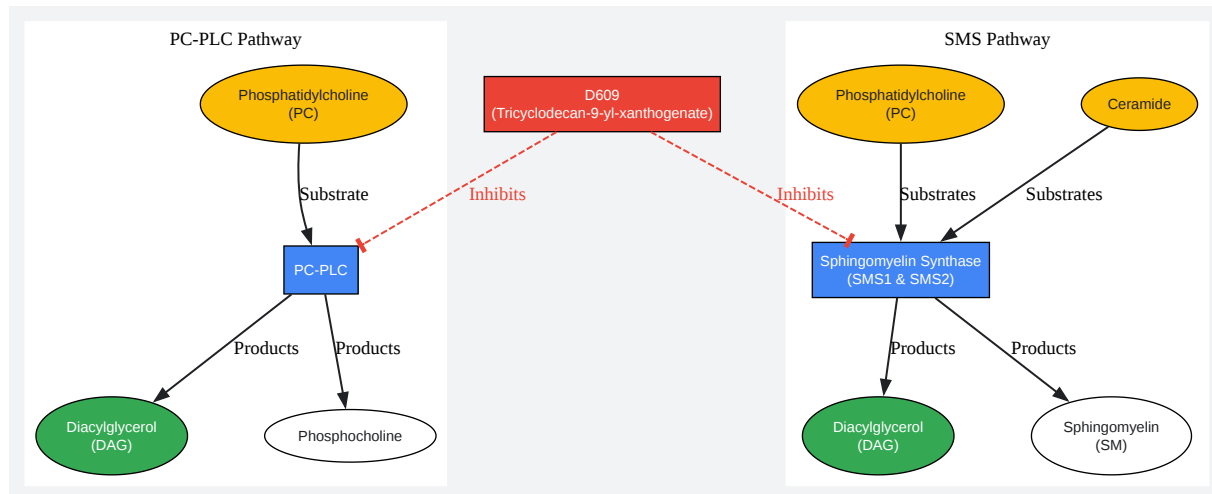 PC-PLC Pathway
SMS Pathway
Phosphatidylcholine
(PC)
D609
(Tricyclodecan-9-yl-xanthogenate)
Phosphatidylcholine
(PC)
Ceramide
Substrate
Inhibits
Inhibits
Substrates
Substrates
PC-PLC
Sphingomyelin Synthase
(SMS1 & SMS2)
Products
Products
Products
Products
Diacylglycerol
(DAG)
Phosphocholine
Diacylglycerol
(DAG)
Sphingomyelin
(SM)